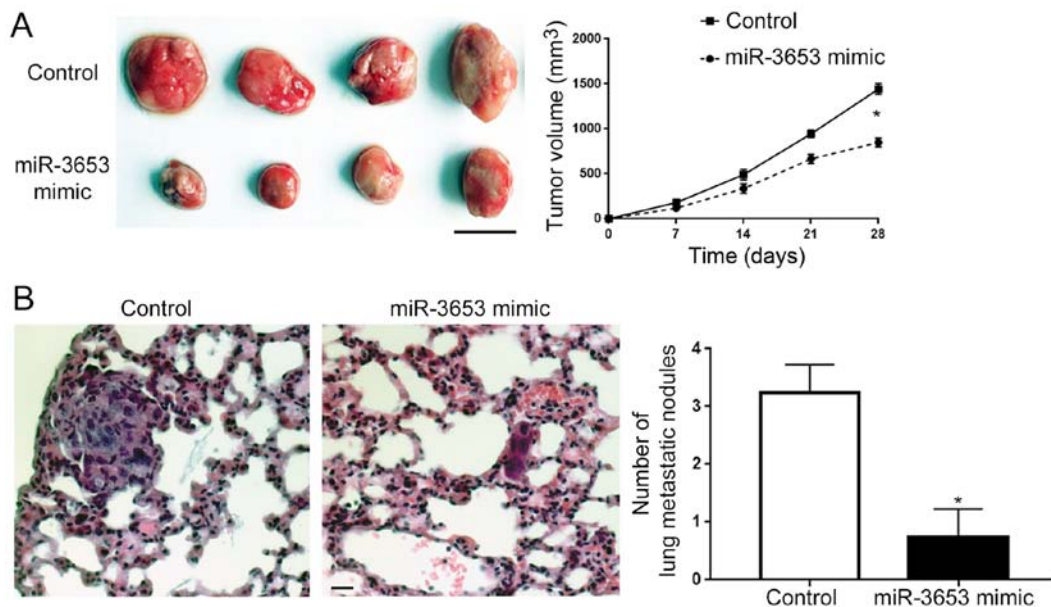 A
Control
miR-3653
mimic
Control
miR-3653 mimic
Tumor volume (mm3)
2000
1500
1000
500
0
*
0 7 14 21 28
Time (days)
B
Control
miR-3653 mimic
Number of
lung metastatic nodules
4
3
2
1
0
*
Control miR-3653 mimic